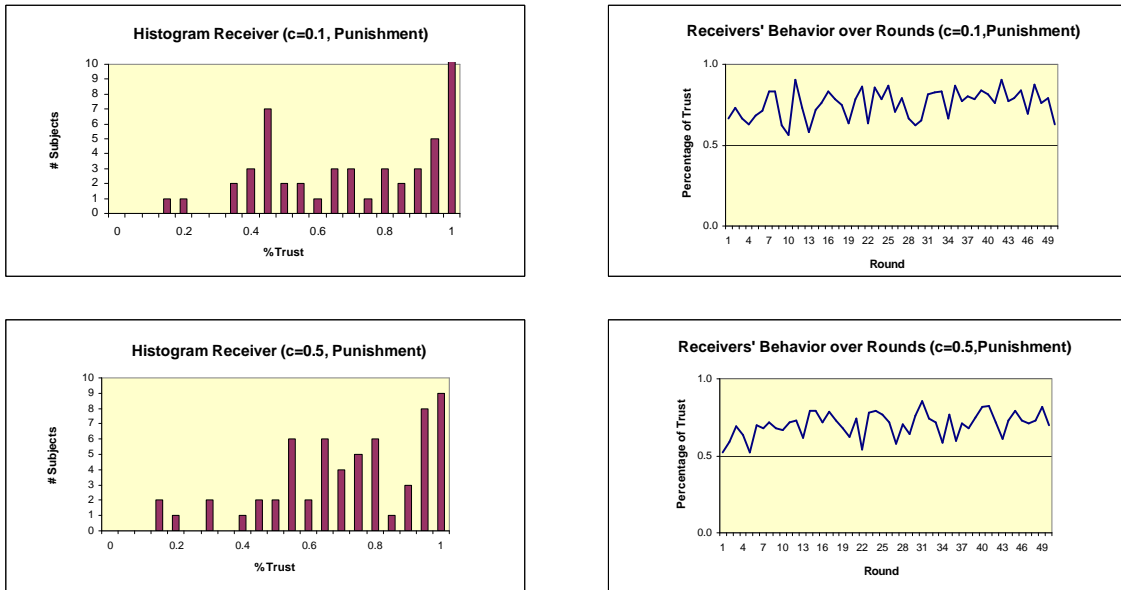 Histogram Receiver (c=0.1, Punishment)
# Subjects
10
9
8
7
6
5
4
3
2
1
0
0 0.2 0.4 0.6 0.8 1
%Trust
Receivers' Behavior over Rounds (c=0.1,Punishment)
Percentage of Trust
1.0
0.5
0.0
1 4 7 10 13 16 19 22 25 28 31 34 37 40 43 46 49
Round
Histogram Receiver (c=0.5, Punishment)
# Subjects
10
9
8
7
6
5
4
3
2
1
0
0 0.2 0.4 0.6 0.8 1
%Trust
Receivers' Behavior over Rounds (c=0.5,Punishment)
Percentage of Trust
1.0
0.5
0.0
1 4 7 10 13 16 19 22 25 28 31 34 37 40 43 46 49
Round